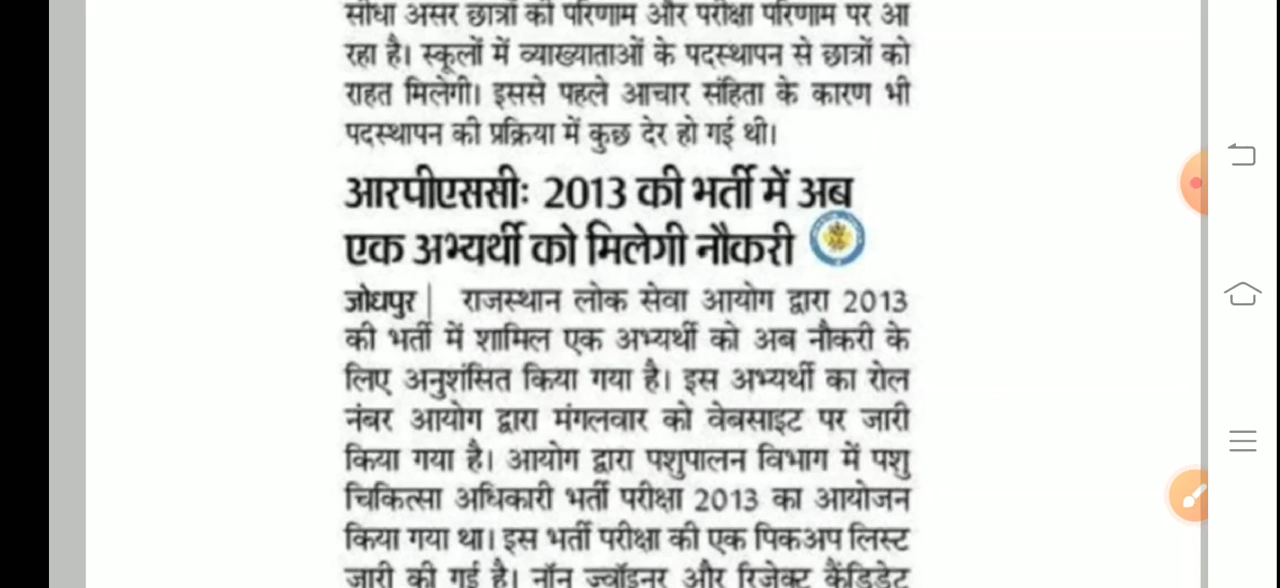 सीधा असर छात्रों की परिणाम और परीक्षा परिणाम पर आ
रहा है। स्कूलों में व्याख्याताओं के पदस्थापन से छात्रों को
राहत मिलेगी। इससे पहले आचार संहिता के कारण भी
पदस्थापन की प्रक्रिया में कुछ देर हो गई थी।
आरपीएससीः 2013 की भर्ती में अब
एक अभ्यर्थी को मिलेगी नौकरी
जोधपुर | राजस्थान लोक सेवा आयोग द्वारा 2013
की भर्ती में शामिल एक अभ्यर्थी को अब नौकरी के
लिए अनुशंसित किया गया है। इस अभ्यर्थी का रोल
नंबर आयोग द्वारा मंगलवार को वेबसाइट पर जारी
किया गया है। आयोग द्वारा पशुपालन विभाग में पशु
चिकित्सा अधिकारी भर्ती परीक्षा 2013 का आयोजन
किया गया था। इस भर्ती परीक्षा की एक पिकअप लिस्ट
जारी की गई है। नॉन ज्वॉइनर और रिजेक्ट कैंडिडेट